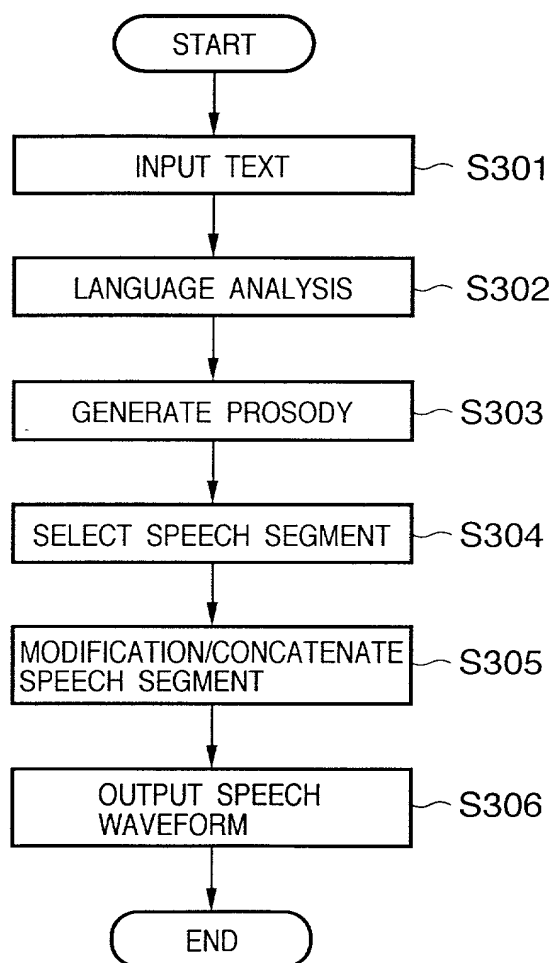 START
INPUT TEXT
S301
LANGUAGE ANALYSIS
S302
GENERATE PROSODY
S303
SELECT SPEECH SEGMENT
S304
MODIFICATION/CONCATENATE
SPEECH SEGMENT
S305
OUTPUT SPEECH
WAVEFORM
S306
END